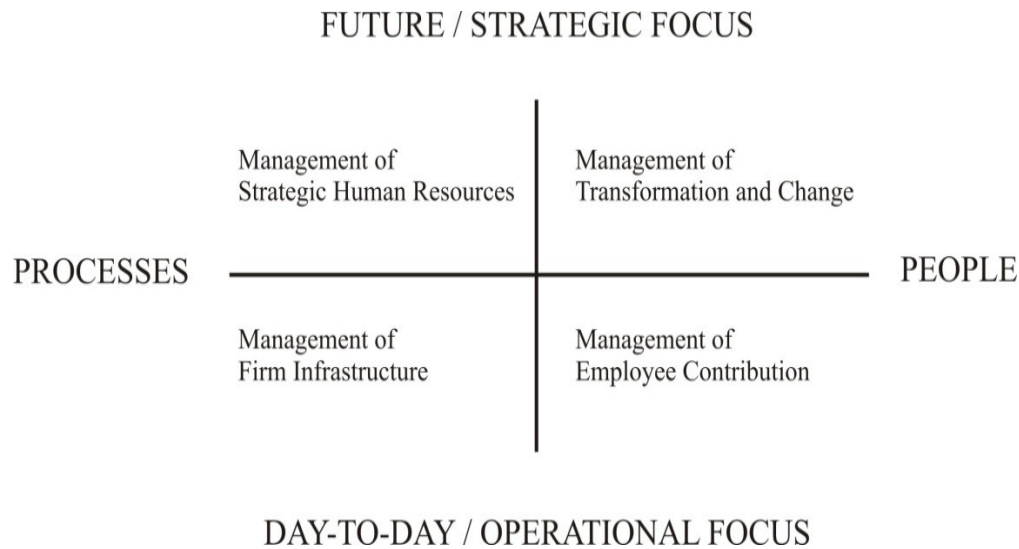 FUTURE / STRATEGIC FOCUS
Management of
Strategic Human Resources
Management of
Transformation and Change
PROCESSES
PEOPLE
Management of
Firm Infrastructure
Management of
Employee Contribution
DAY-TO-DAY / OPERATIONAL FOCUS